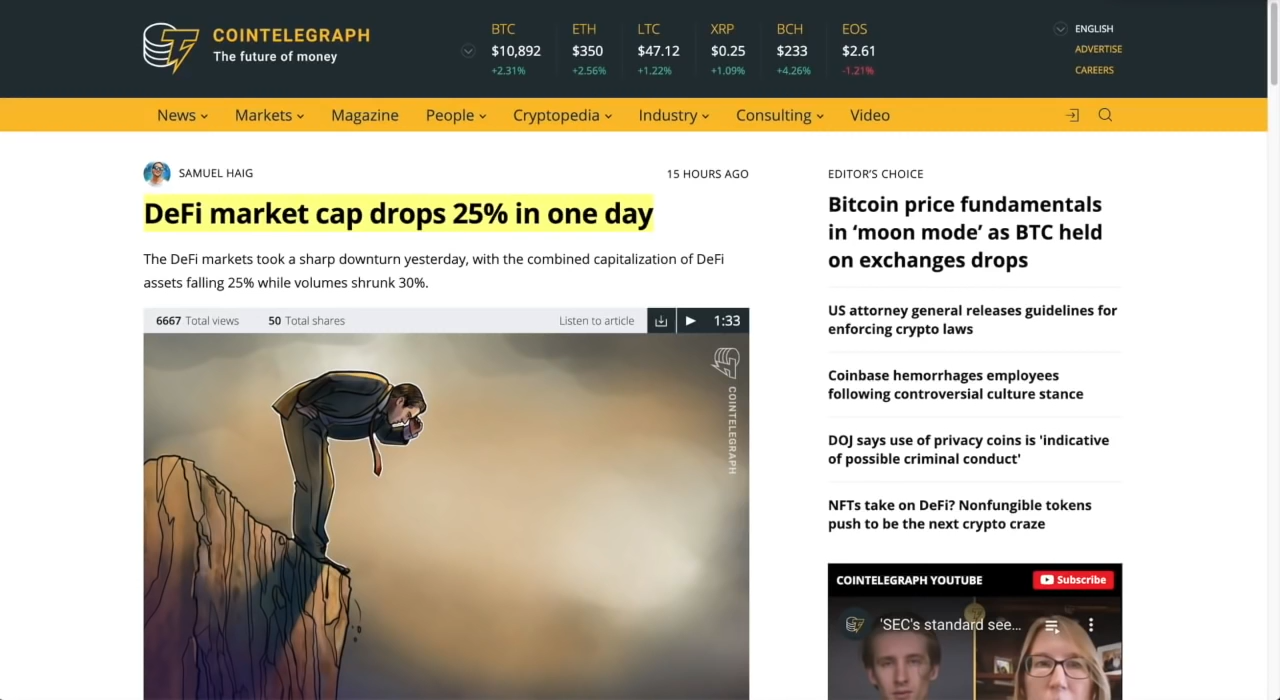 COINTELEGRAPH
The future of money
BTC
$10,892
+2.31%
ETH
$350
+2.56%
LTC
$47.12
+1.22%
XRP
$0.25
+1.09%
BCH
$233
+4.26%
EOS
$2.61
-1.21%
ENGLISH
ADVERTISE
CAREERS
News Markets Magazine People Cryptopedia Industry Consulting Video
SAMUEL HAIG
15 HOURS AGO
DeFi market cap drops 25% in one day
The DeFi markets took a sharp downturn yesterday, with the combined capitalization of DeFi
assets falling 25% while volumes shrunk 30%.
6667 Total views 50 Total shares Listen to article 1:33
COINTELEGRAPH
EDITOR'S CHOICE
Bitcoin price fundamentals
in ‘moon mode’ as BTC held
on exchanges drops
US attorney general releases guidelines for
enforcing crypto laws
Coinbase hemorrhages employees
following controversial culture stance
DOJ says use of privacy coins is 'indicative
of possible criminal conduct'
NFTs take on DeFi? Nonfungible tokens
push to be the next crypto craze
COINTELEGRAPH YOUTUBE
Subscribe
'SEC's standard see...